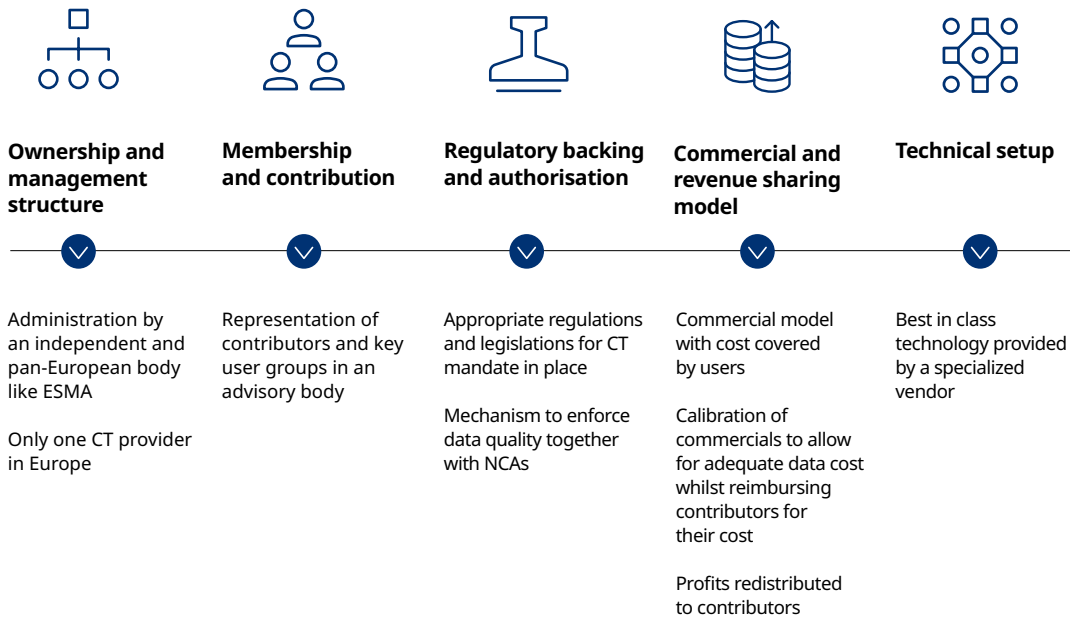 Ownership and
management
structure
Administration by
an independent and
pan-European body
like ESMA
Only one CT provider
in Europe
Membership
and contribution
Representation of
contributors and key
user groups in an
advisory body
Regulatory backing
and authorisation
Appropriate regulations
and legislations for CT
mandate in place
Mechanism to enforce
data quality together
with NCAs
Commercial and
revenue sharing
model
Commercial model
with cost covered
by users
Calibration of
commercials to allow
for adequate data cost
whilst reimbursing
contributors for
their cost
Profits redistributed
to contributors
Technical setup
Best in class
technology provided
by a specialized
vendor